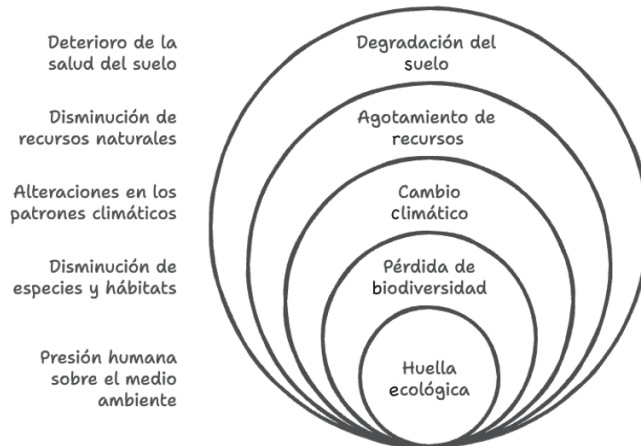 Deterioro de la
salud del suelo
Degradación del
suelo
Disminución de
recursos naturales
Agotamiento de
recursos
Alteraciones en los
patrones climáticos
Cambio
climático
Disminución de
especies y hábitats
Pérdida de
biodiversidad
Presión humana
sobre el medio
ambiente
Huella
ecológica